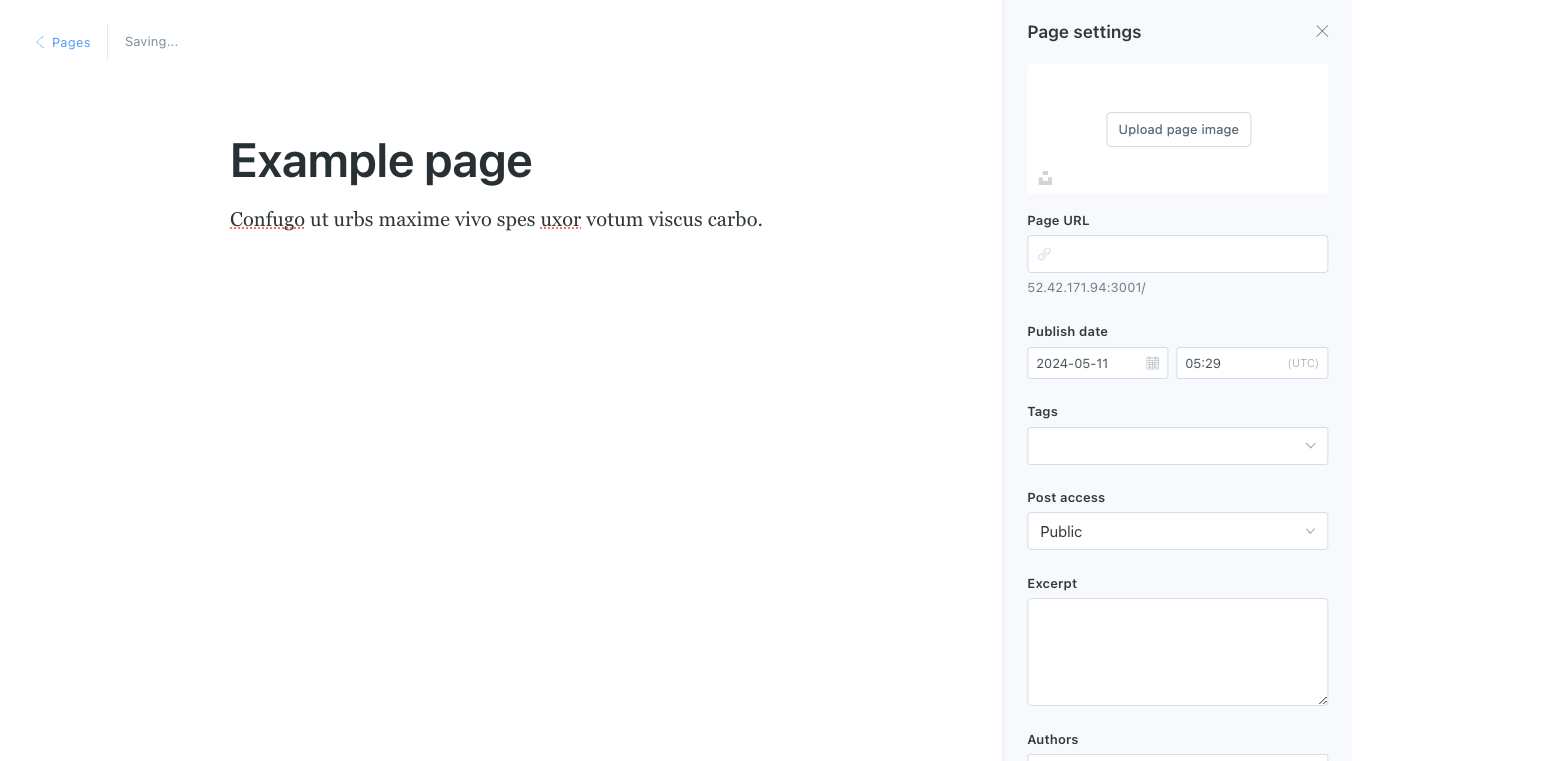 Pages
Saving...
Example page
Confugo ut urbs maxime vivo spes uxor votum viscus carbo.
Page settings
Upload page image
Page URL
52.42.171.94:3001/
Publish date
2024-05-11
05:29 (UTC)
Tags
Post access
Public
Excerpt
Authors